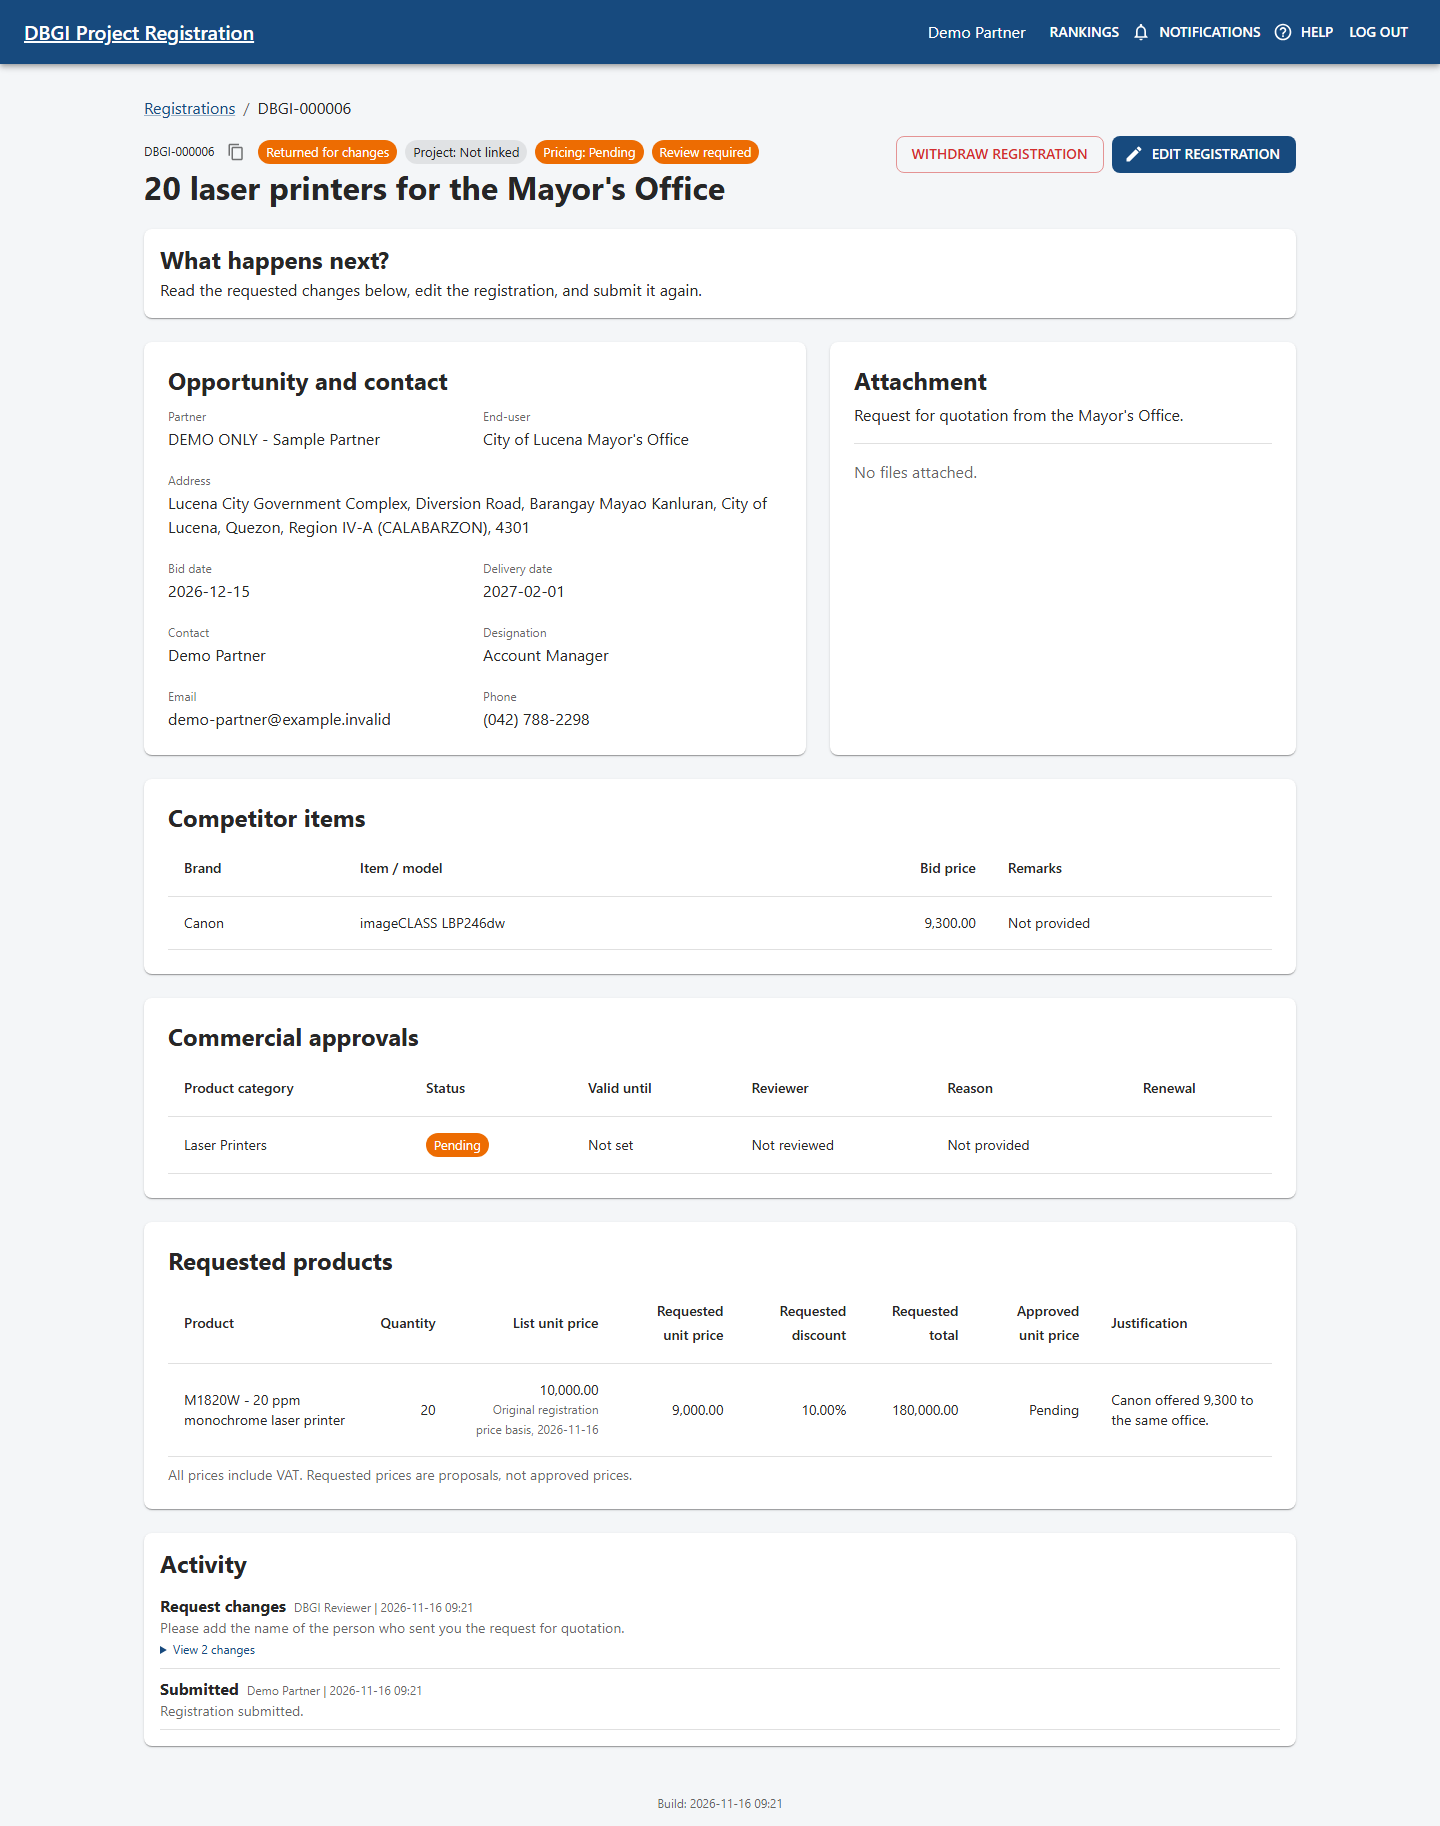 DBGI Project Registration
Demo Partner
RANKINGS
NOTIFICATIONS
HELP
LOG OUT
Registrations / DBGI-000006
DBGI-000006
Returned for changes
Project: Not linked
Pricing: Pending
Review required
WITHDRAW REGISTRATION
EDIT REGISTRATION
20 laser printers for the Mayor's Office
What happens next?
Read the requested changes below, edit the registration, and submit it again.
Opportunity and contact
Partner
DEMO ONLY - Sample Partner
End-user
City of Lucena Mayor's Office
Address
Lucena City Government Complex, Diversion Road, Barangay Mayao Kanluran, City of
Lucena, Quezon, Region IV-A (CALABARZON), 4301
Bid date
2026-12-15
Delivery date
2027-02-01
Contact
Demo Partner
Designation
Account Manager
Email
demo-partner@example.invalid
Phone
(042) 788-2298
Attachment
Request for quotation from the Mayor's Office.
No files attached.
Competitor items
Brand Item / model Bid price Remarks
Canon imageCLASS LBP246dw 9,300.00 Not provided
Commercial approvals
Product category Status Valid until Reviewer Reason Renewal
Laser Printers Pending Not set Not reviewed Not provided
Requested products
Product
Quantity
List unit price
Requested
unit price
Requested
discount
Requested
total
Approved
unit price
Justification
M1820W - 20 ppm
monochrome laser printer
20
10,000.00
Original registration
price basis, 2026-11-16
9,000.00
10.00%
180,000.00
Pending
Canon offered 9,300 to
the same office.
All prices include VAT. Requested prices are proposals, not approved prices.
Activity
Request changes DBGI Reviewer | 2026-11-16 09:21
Please add the name of the person who sent you the request for quotation.
View 2 changes
Submitted Demo Partner | 2026-11-16 09:21
Registration submitted.
Build: 2026-11-16 09:21